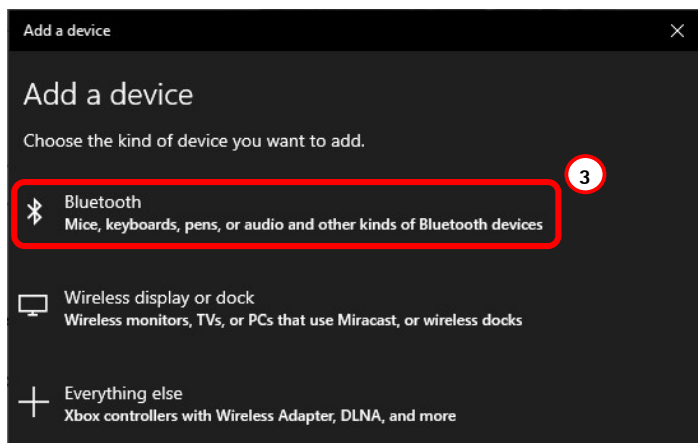 Add a device
Add a device
Choose the kind of device you want to add.
3
Bluetooth
Mice, keyboards, pens, or audio and other kinds of Bluetooth devices
Wireless display or dock
Wireless monitors, TVs, or PCs that use Miracast, or wireless docks
Everything else
Xbox controllers with Wireless Adapter, DLNA, and more